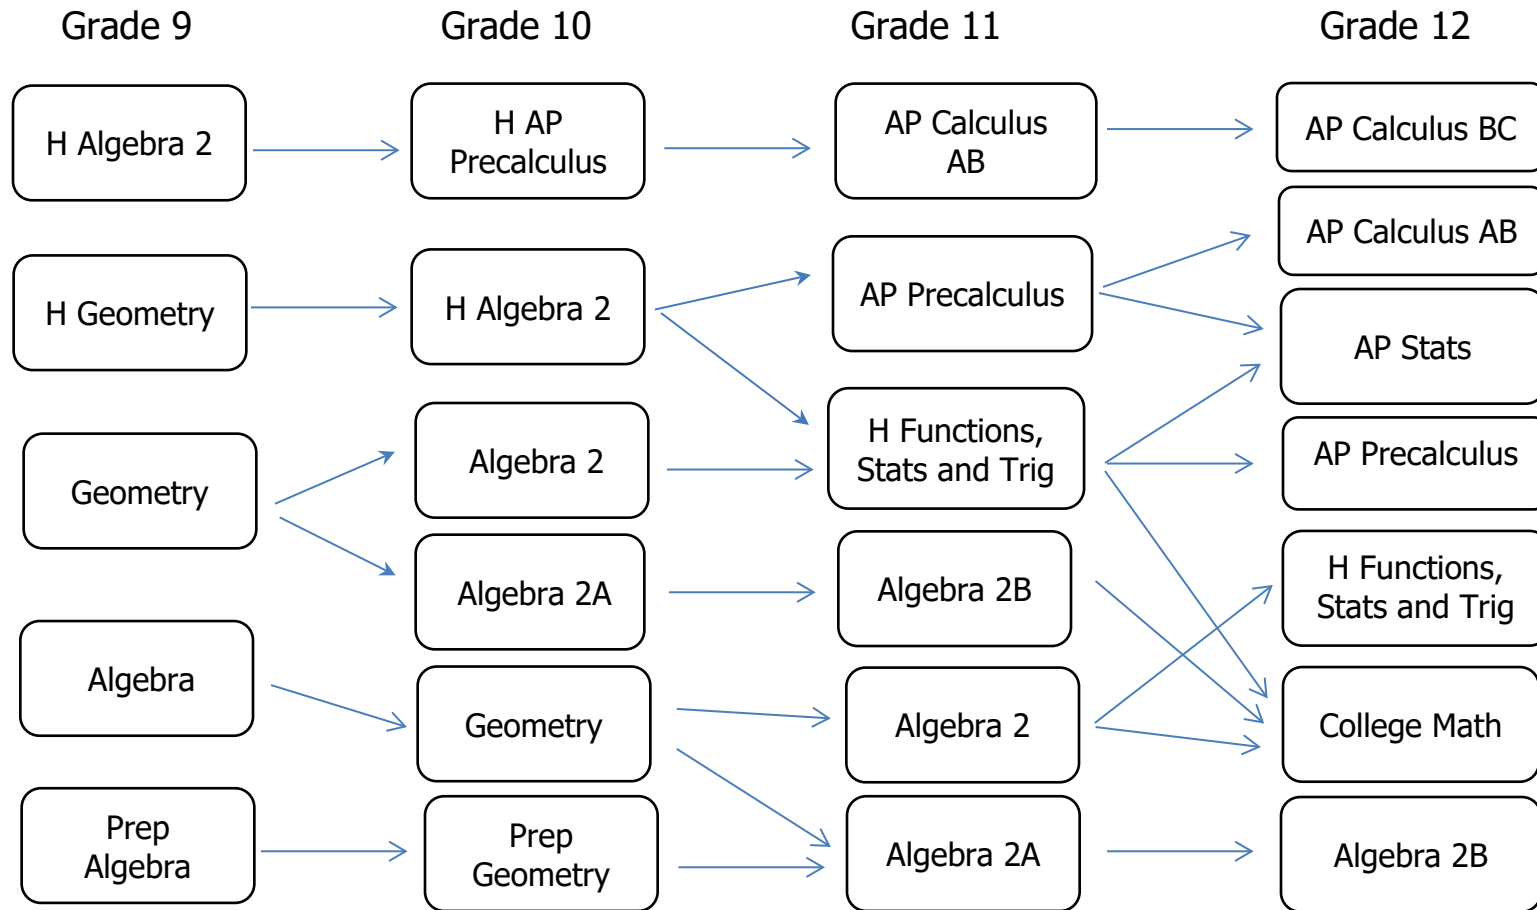 Grade 9
Grade 10
Grade 11
Grade 12
H Algebra 2
H AP
Precalculus
AP Calculus
AB
AP Calculus BC
AP Calculus AB
H Geometry
H Algebra 2
AP Precalculus
AP Stats
Geometry
Algebra 2
H Functions,
Stats and Trig
AP Precalculus
Algebra 2A
Algebra 2B
H Functions,
Stats and Trig
Algebra
Geometry
Algebra 2
College Math
Prep
Algebra
Prep
Geometry
Algebra 2A
Algebra 2B